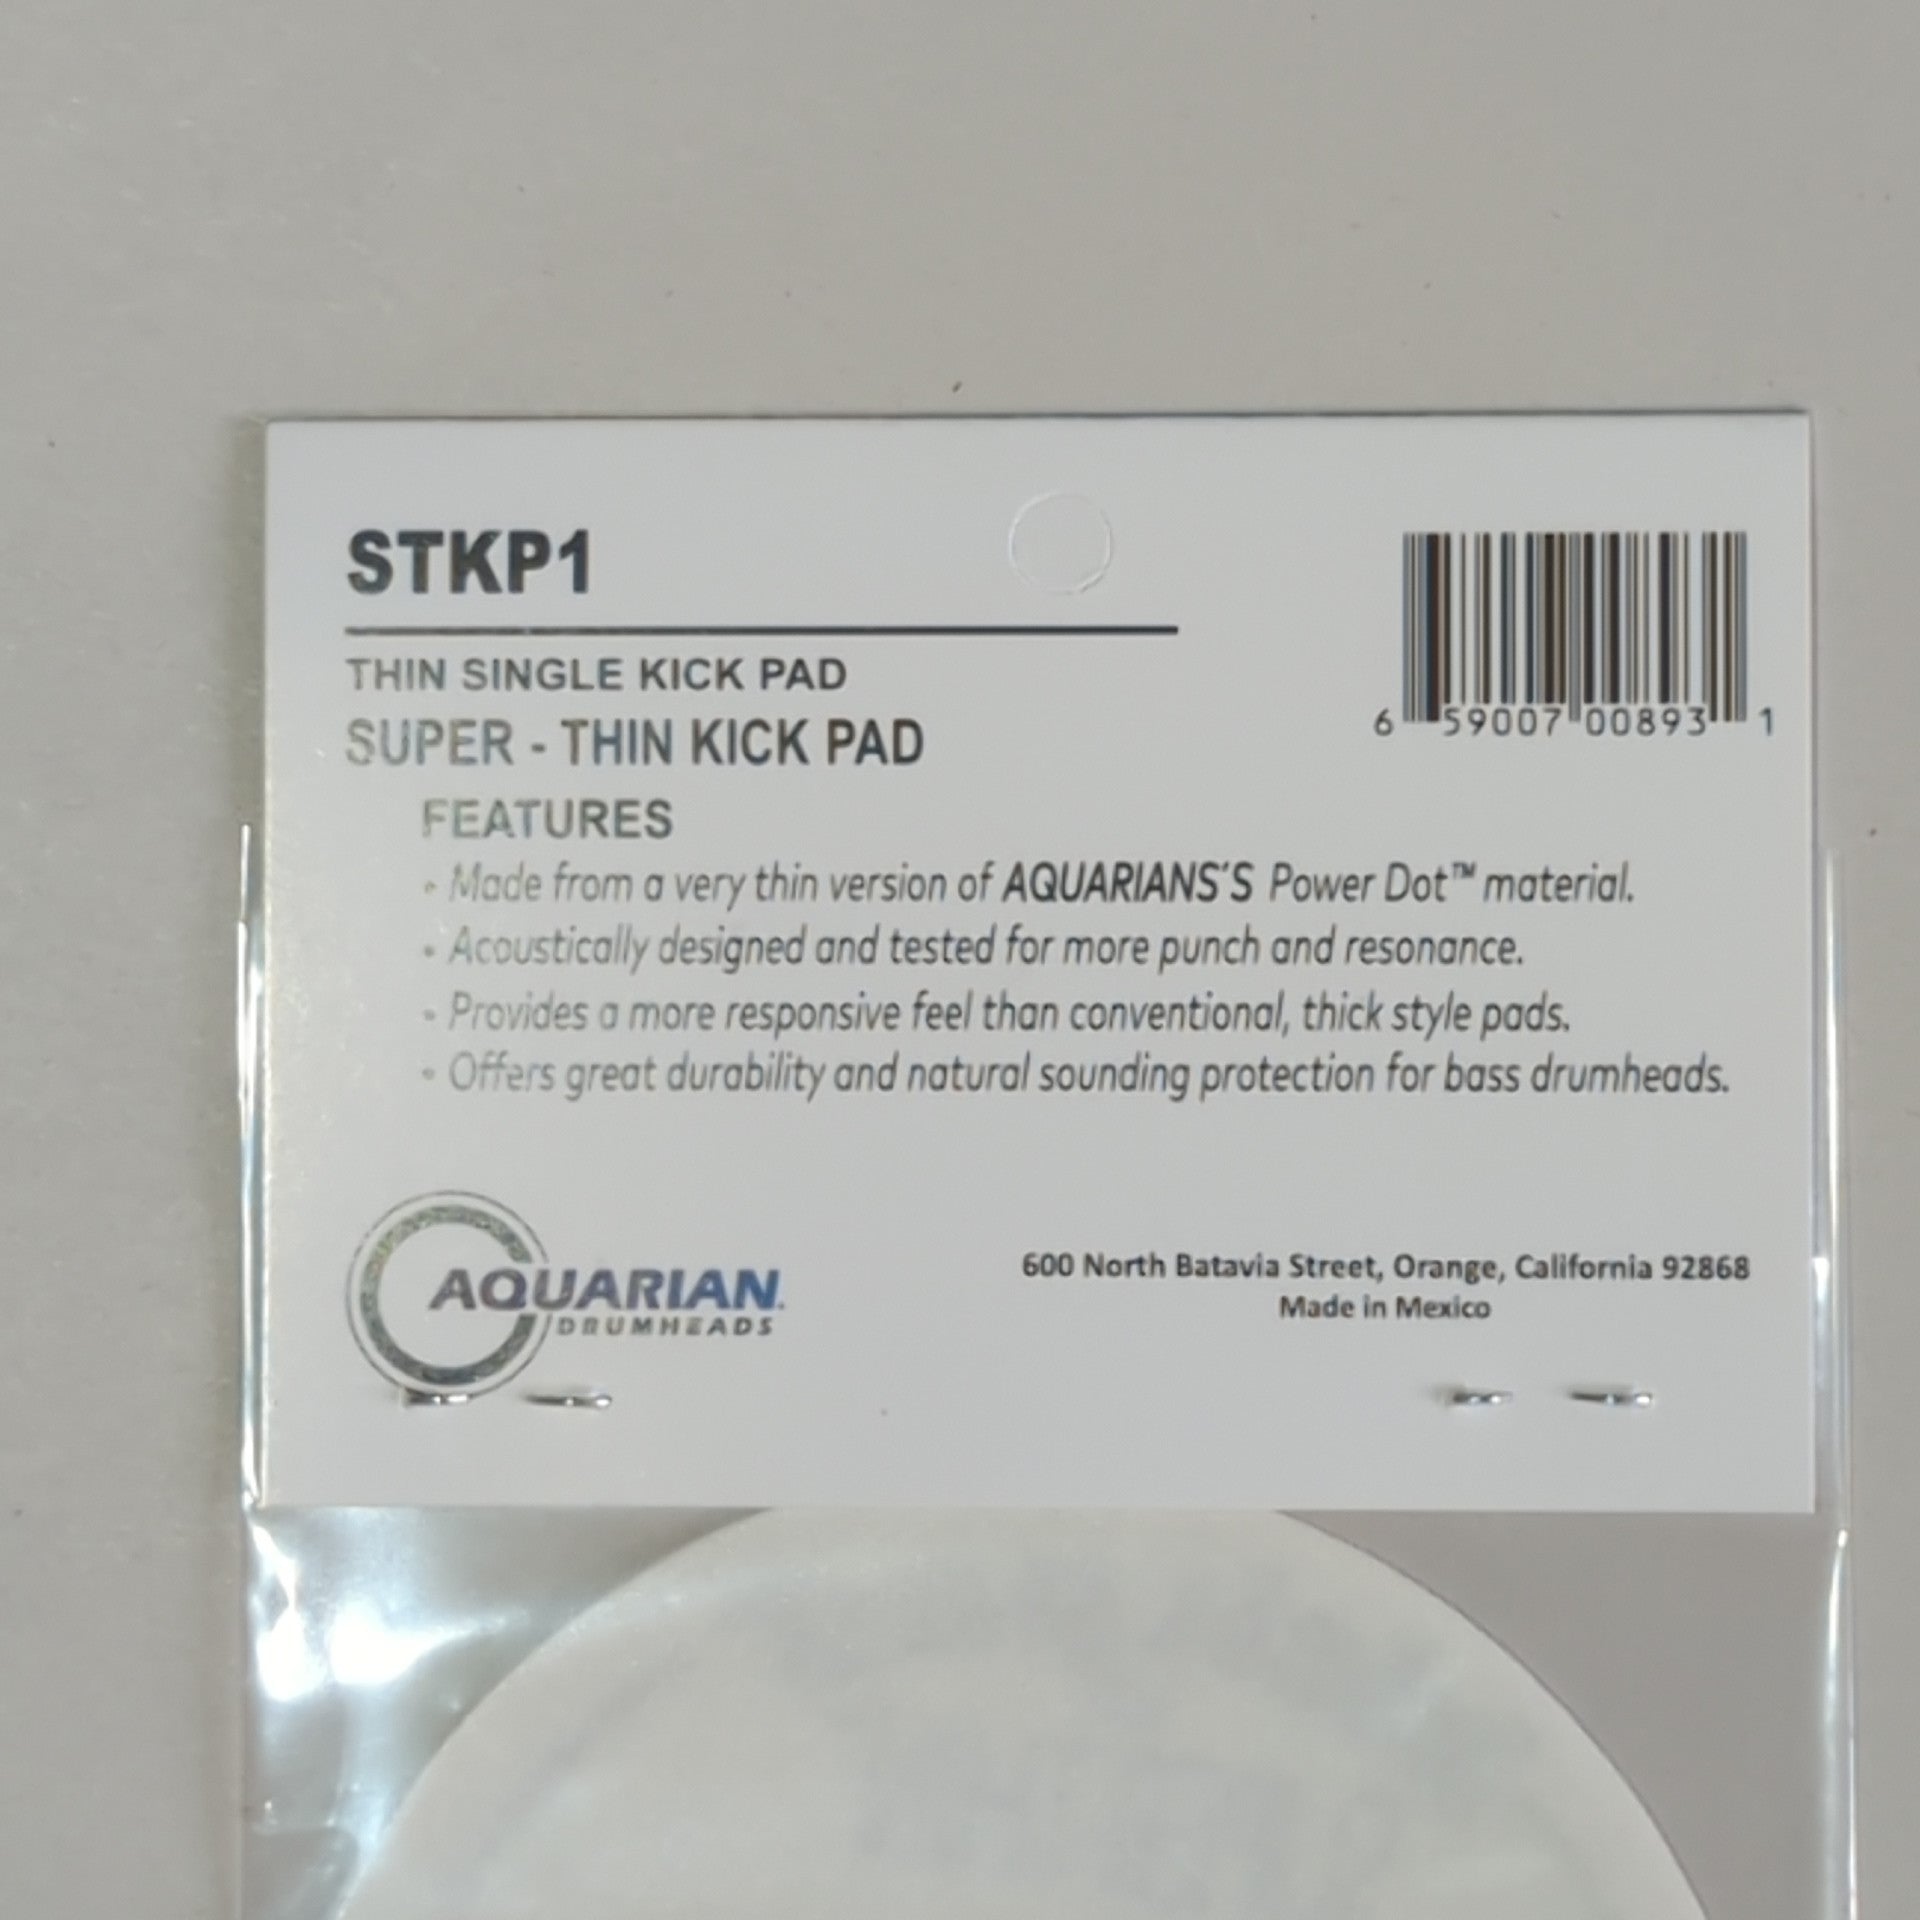 STKP1
THIN SINGLE KICK PAD
SUPER - THIN KICK PAD
FEATURES
• Made from a very thin version of AQUARIANS'S Power Dot™ material.
• Acoustically designed and tested for more punch and resonance.
• Provides a more responsive feel than conventional, thick style pads.
• Offers great durability and natural sounding protection for bass drumheads.
6 59007 00893 1
AQUARIAN.
DRUMHEADS
600 North Batavia Street, Orange, California 92868
Made in Mexico